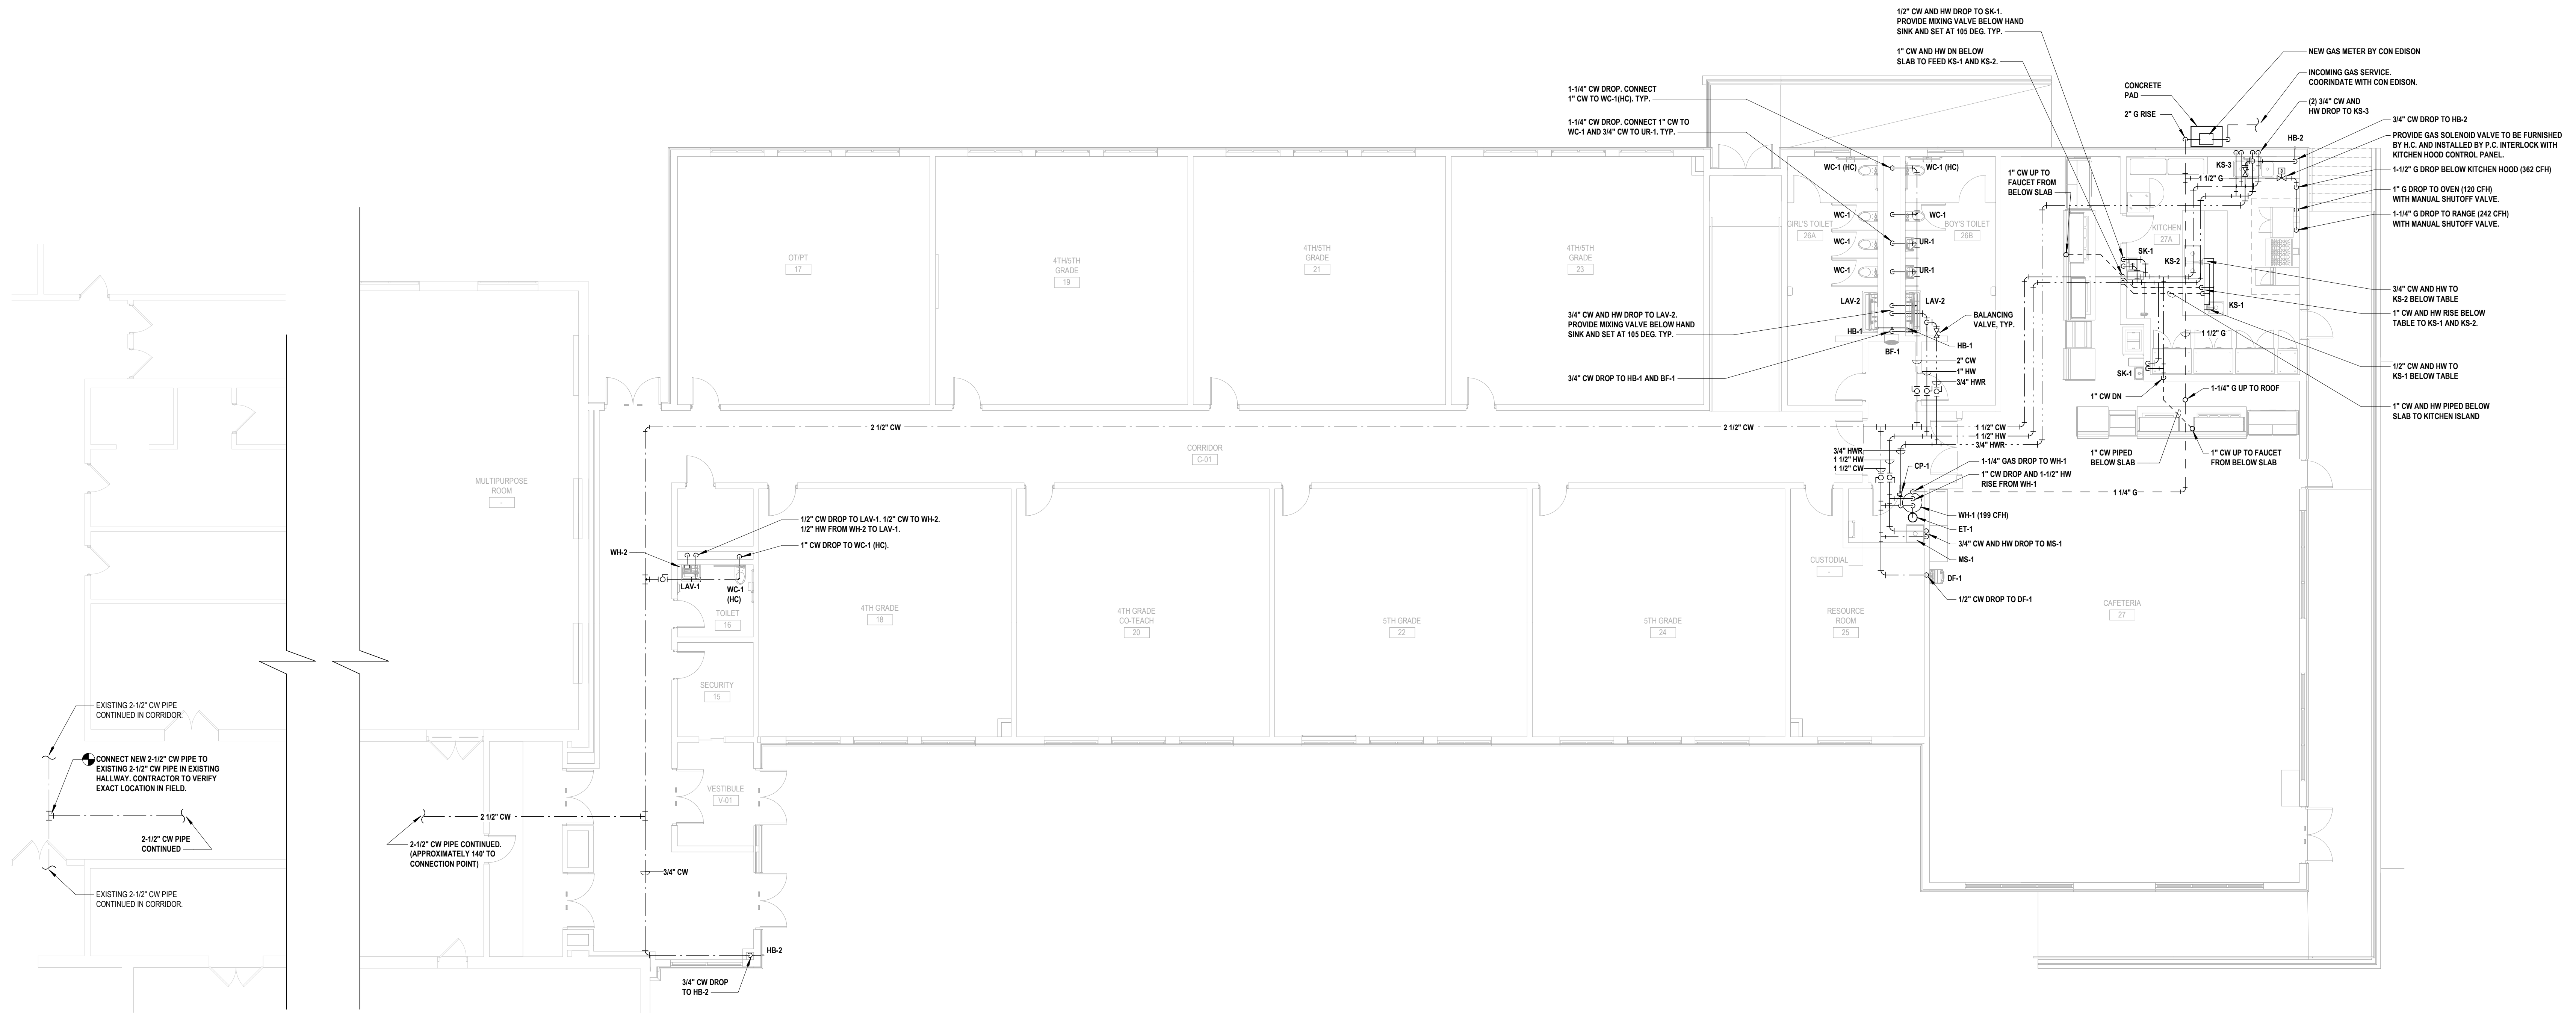 1/2" CW AND HW DROP TO SK-1.
PROVIDE MIXING VALVE BELOW HAND
SINK AND SET AT 105 DEG. TYP.
1" CW AND HW DN BELOW
SLAB TO FEED KS-1 AND KS-2.
NEW GAS METER BY CON EDISON
INCOMING GAS SERVICE.
COORINDATE WITH CON EDISON.
CONCRETE
PAD
2" G RISE
(2) 3/4" CW AND
HW DROP TO KS-3
3/4" CW DROP TO HB-2
HB-2
PROVIDE GAS SOLENOID VALVE TO BE FURNISHED
BY H.C. AND INSTALLED BY P.C. INTERLOCK WITH
KITCHEN HOOD CONTROL PANEL.
1-1/2" G DROP BELOW KITCHEN HOOD (362 CFH)
1" G DROP TO OVEN (120 CFH)
WITH MANUAL SHUTOFF VALVE.
1-1/4" G DROP TO RANGE (242 CFH)
WITH MANUAL SHUTOFF VALVE.
1-1/4" CW DROP. CONNECT
1" CW TO WC-1(HC). TYP.
1-1/4" CW DROP. CONNECT 1" CW TO
WC-1 AND 3/4" CW TO UR-1. TYP.
WC-1 (HC)
WC-1 (HC)
KS-3
1 1/2" G
1" CW UP TO
FAUCET FROM
BELOW SLAB
WC-1
WC-1
GIRL'S TOILET
26A
BOY'S TOILET
26B
KITCHEN
27A
WC-1
UR-1
WC-1
UR-1
SK-1
KS-2
OT/PT
17
4TH/5TH
GRADE
19
4TH/5TH
GRADE
21
4TH/5TH
GRADE
23
LAV-2
LAV-2
KS-1
3/4" CW AND HW TO
KS-2 BELOW TABLE
1" CW AND HW RISE BELOW
TABLE TO KS-1 AND KS-2.
3/4" CW AND HW DROP TO LAV-2.
PROVIDE MIXING VALVE BELOW HAND
SINK AND SET AT 105 DEG. TYP.
BALANCING
VALVE, TYP.
HB-1
HB-1
BF-1
1 1/2" G
2" CW
1" HW
3/4" HWR
3/4" CW DROP TO HB-1 AND BF-1
1/2" CW AND HW TO
KS-1 BELOW TABLE
SK-1
1" CW DN
1-1/4" G UP TO ROOF
1" CW AND HW PIPED BELOW
SLAB TO KITCHEN ISLAND
2 1/2" CW
2 1/2" CW
1 1/2" CW
1 1/2" HW
3/4" HWR
CORRIDOR
C-01
3/4" HWR
1 1/2" HW
1 1/2" CW
CP-1
1-1/4" GAS DROP TO WH-1
1" CW DROP AND 1-1/2" HW
RISE FROM WH-1
1" CW PIPED
BELOW SLAB
1" CW UP TO FAUCET
FROM BELOW SLAB
1 1/4" G
MULTIPURPOSE
ROOM
-
WH-1 (199 CFH)
ET-1
3/4" CW AND HW DROP TO MS-1
MS-1
1/2" CW DROP TO LAV-1. 1/2" CW TO WH-2.
1/2" HW FROM WH-2 TO LAV-1.
1" CW DROP TO WC-1 (HC).
WH-2
LAV-1
WC-1
(HC)
CUSTODIAL
-
DF-1
1/2" CW DROP TO DF-1
TOILET
16
4TH GRADE
18
4TH GRADE
CO-TEACH
20
5TH GRADE
22
5TH GRADE
24
RESOURCE
ROOM
25
CAFETERIA
27
SECURITY
15
EXISTING 2-1/2" CW PIPE
CONTINUED IN CORRIDOR.
CONNECT NEW 2-1/2" CW PIPE TO
EXISTING 2-1/2" CW PIPE IN EXISTING
HALLWAY. CONTRACTOR TO VERIFY
EXACT LOCATION IN FIELD.
VESTIBULE
V-01
2 1/2" CW
2-1/2" CW PIPE
CONTINUED
2-1/2" CW PIPE CONTINUED.
(APPROXIMATELY 140' TO
CONNECTION POINT)
3/4" CW
EXISTING 2-1/2" CW PIPE
CONTINUED IN CORRIDOR.
HB-2
3/4" CW DROP
TO HB-2